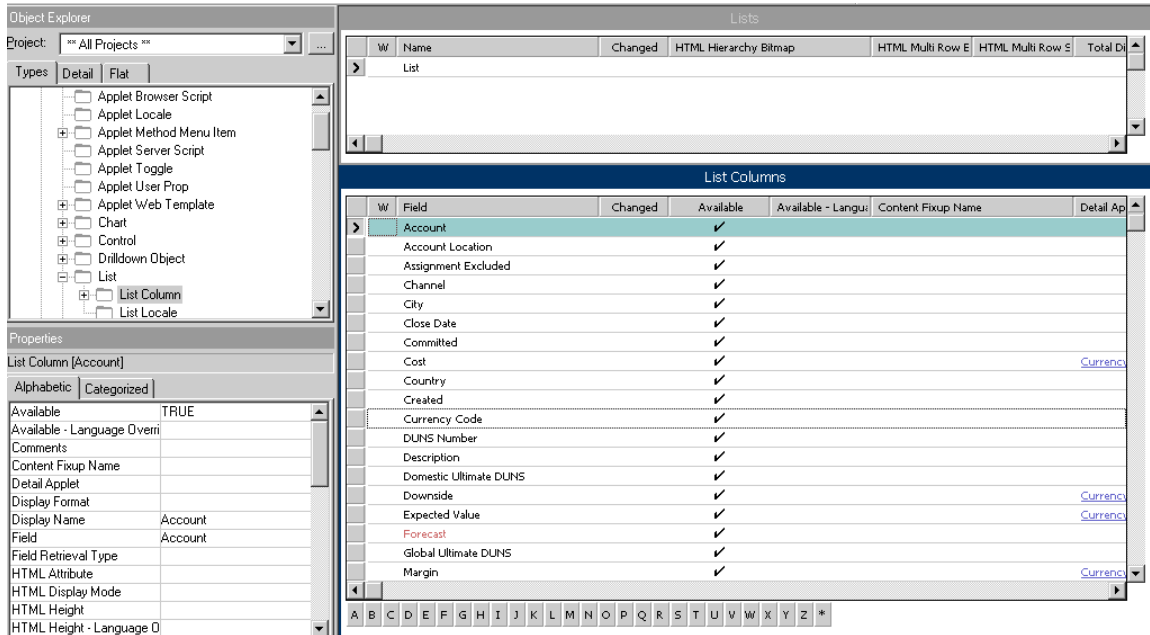 Object Explorer
Project: ** All Projects ** ...
Types Detail Flat
Applet Browser Script
Applet Locale
Applet Method Menu Item
Applet Server Script
Applet Toggle
Applet User Prop
Applet Web Template
Chart
Control
Drilldown Object
List
List Column
List Locale
Properties
List Column [Account]
Alphabetic Categorized
Available TRUE
Available - Language Overri
Comments
Content Fixup Name
Detail Applet
Display Format
Display Name Account
Field Account
Field Retrieval Type
HTML Attribute
HTML Display Mode
HTML Height
HTML Height - Language O
Lists
W Name Changed HTML Hierarchy Bitmap HTML Multi Row E HTML Multi Row S Total Di
List
List Columns
W Field Changed Available Available - Langua Content Fixup Name Detail Ap
Account
Account Location
Assignment Excluded
Channel
City
Close Date
Committed
Cost Currency
Country
Created
Currency Code
DUNS Number
Description
Domestic Ultimate DUNS
Downside Currency
Expected Value Currency
Forecast
Global Ultimate DUNS
Margin Currency
A B C D E F G H I J K L M N O P Q R S T U V W X Y Z *